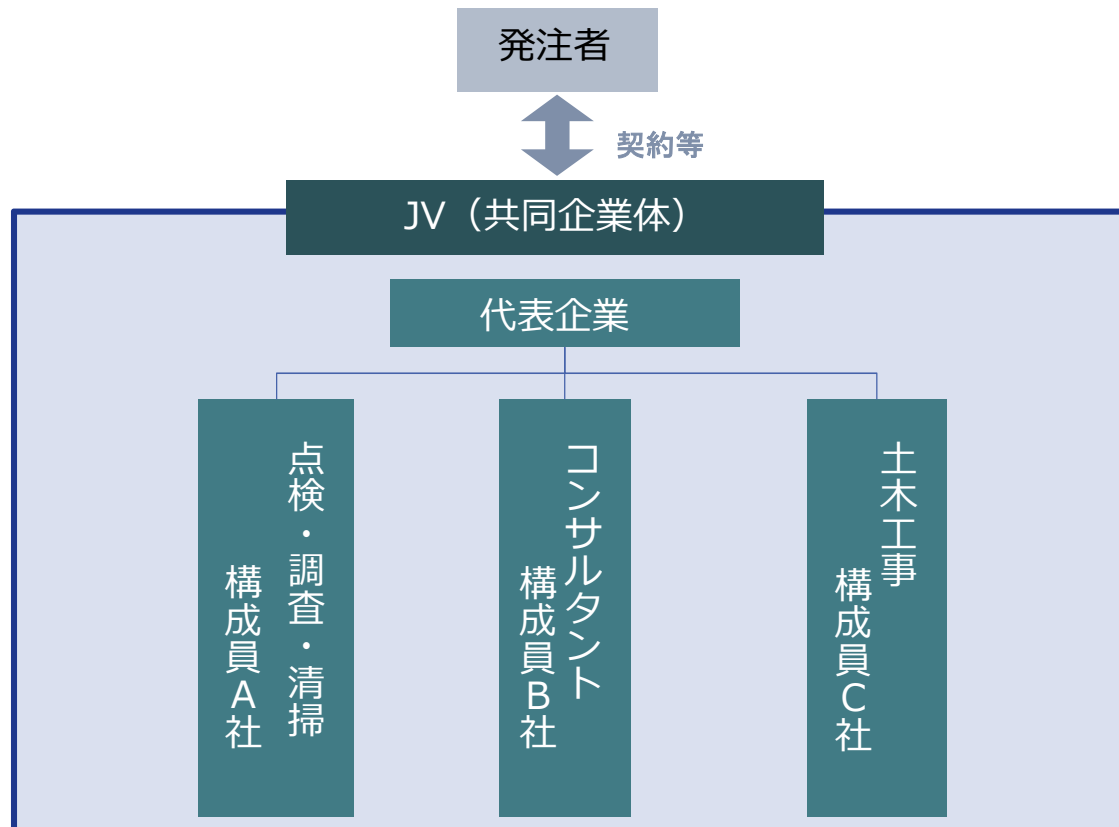 発注者
契約等
JV（共同企業体）
代表企業
点検・調査・清掃
構成員A社
コンサルタント
構成員B社
土木工事
構成員C社